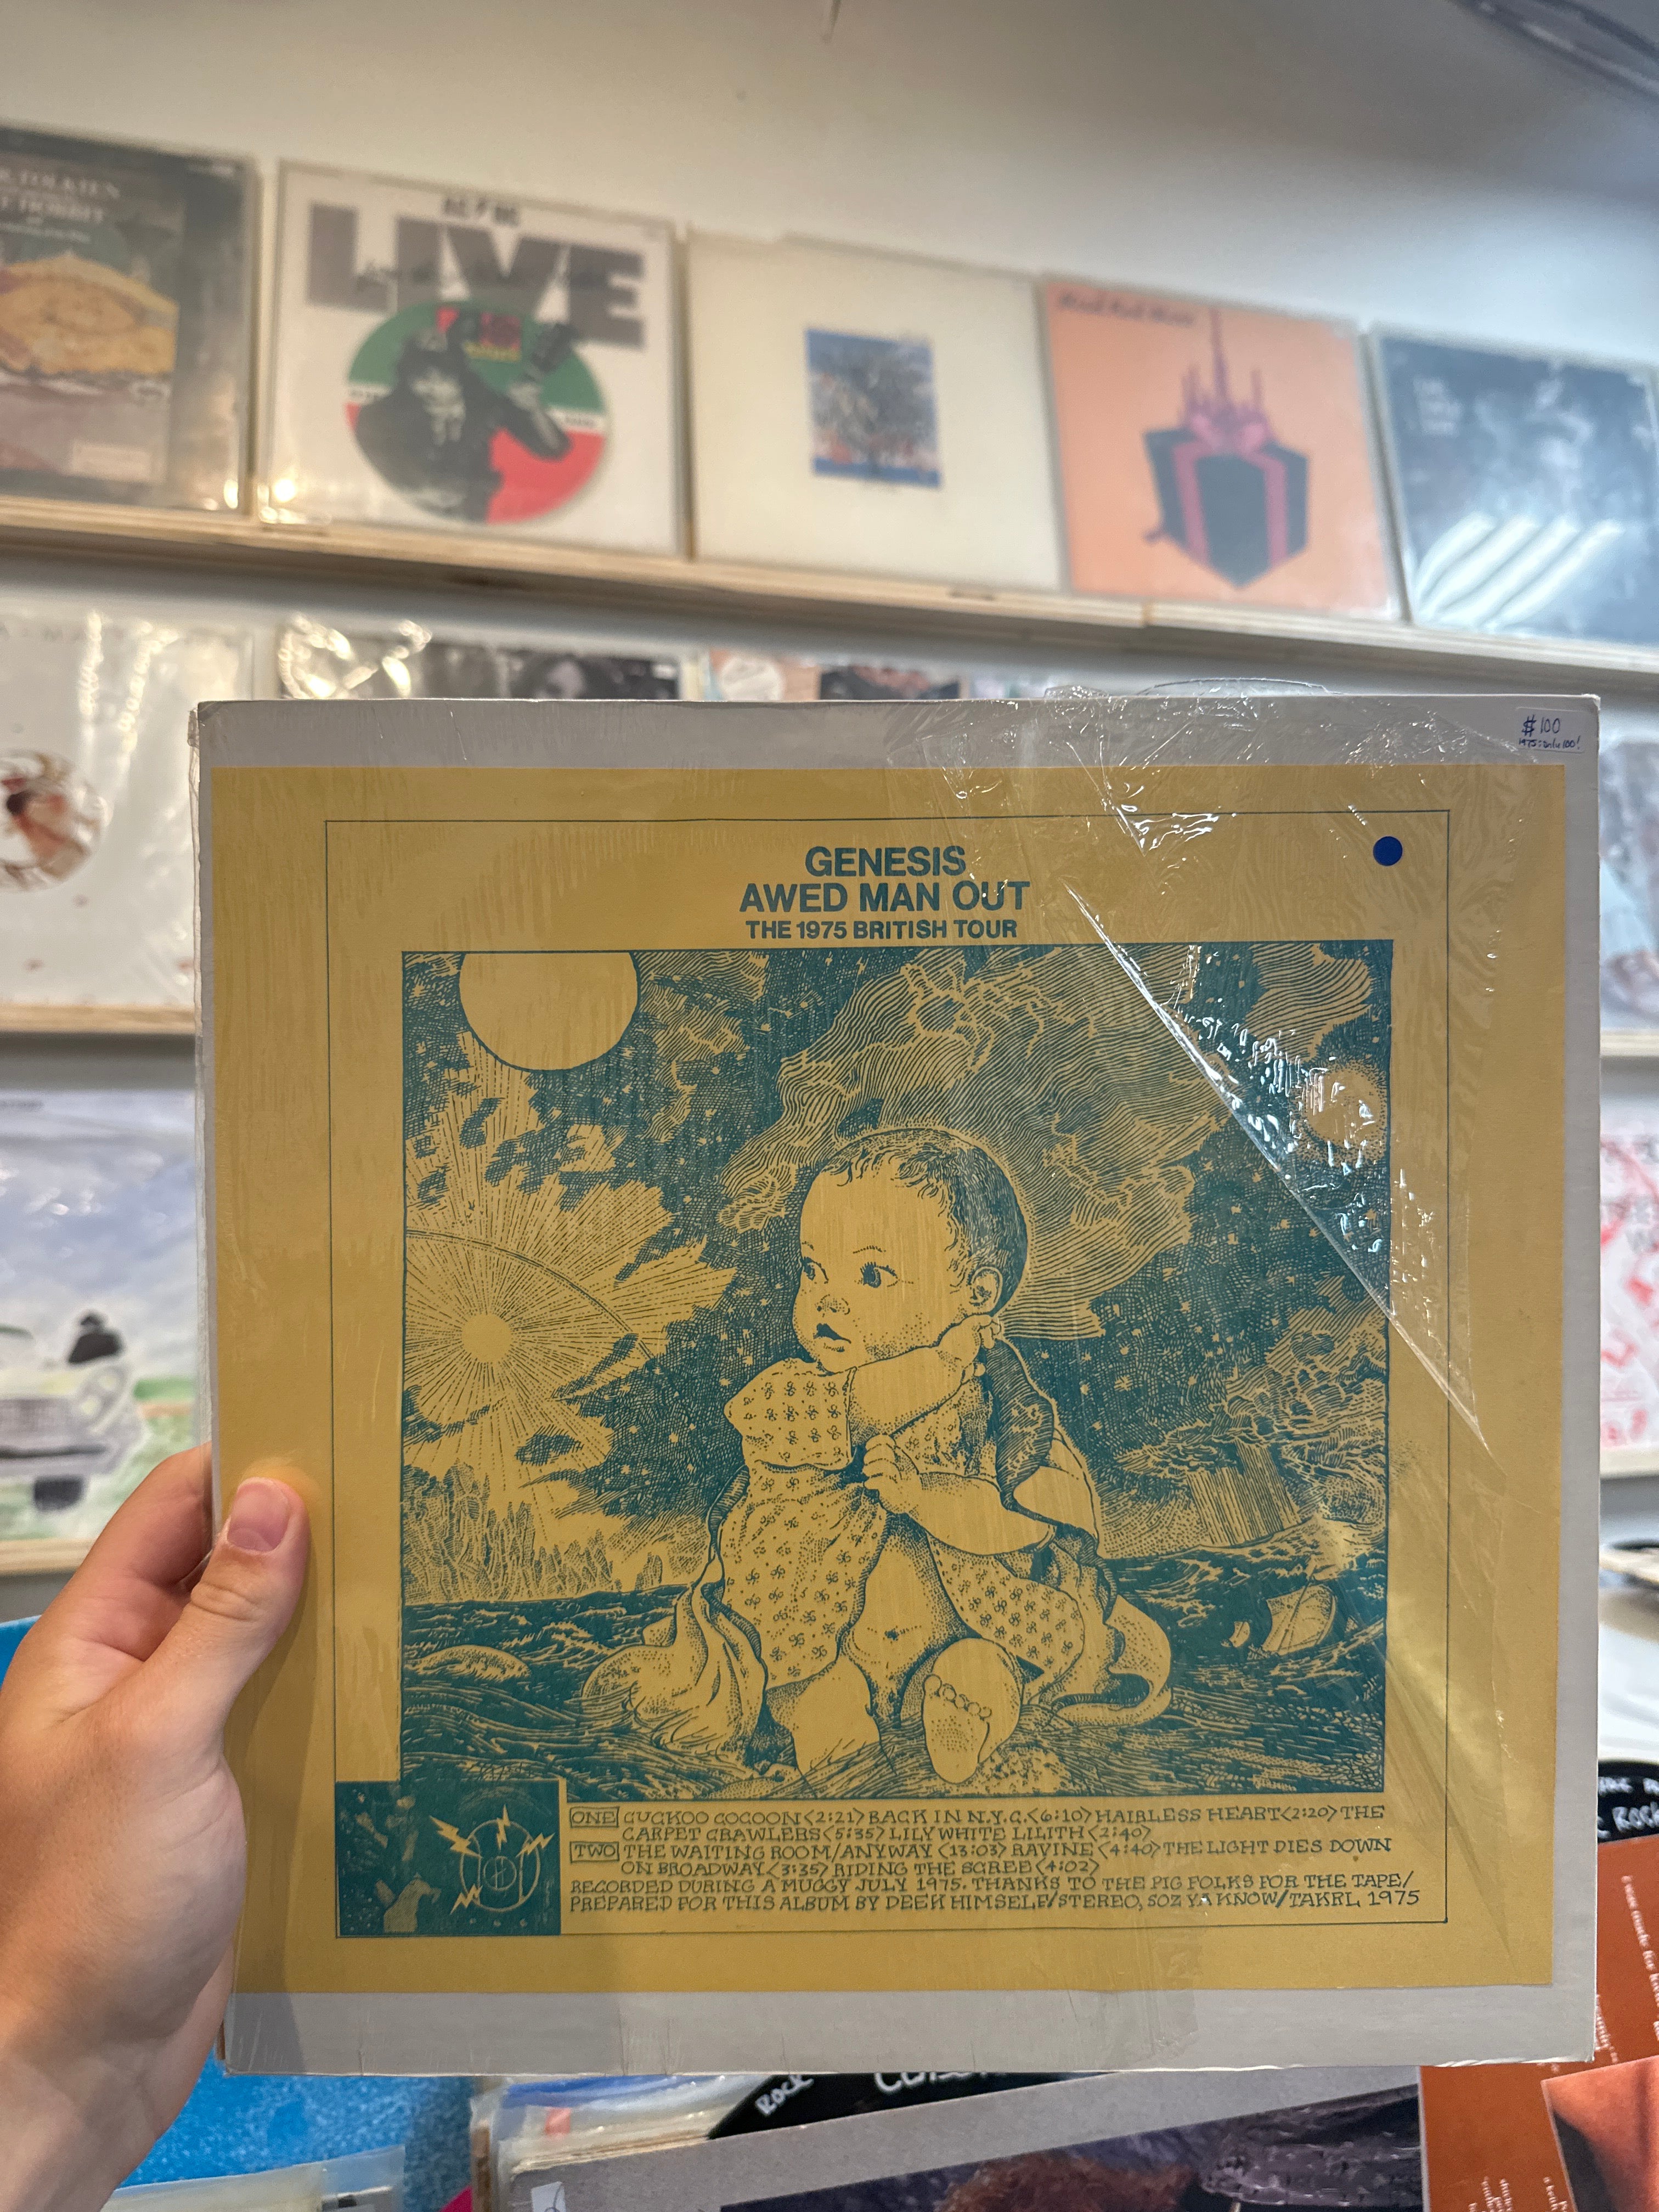 LIVE
$100
1975: only 100!
GENESIS
AWED MAN OUT
THE 1975 BRITISH TOUR
ONE CUCKOO COCOON <2:21> BACK IN N.Y.C. <6:10> HAIRLESS HEART <2:20> THE
CARPET CRAWLERS <5:35> LILY WHITE LILITH <2:40>
TWO THE WAITING ROOM/ANYWAY <13:03> RAVINE <4:40> THE LIGHT DIES DOWN
ON BROADWAY <3:35> RIDING THE SCREE <4:02>
RECORDED DURING A MUGGY JULY 1975. THANKS TO THE PIG FOLKS FOR THE TAPE/
PREPARED FOR THIS ALBUM BY DEEK HIMSELF/STEREO, SOZ YA KNOW/TAKRL 1975
ROCK